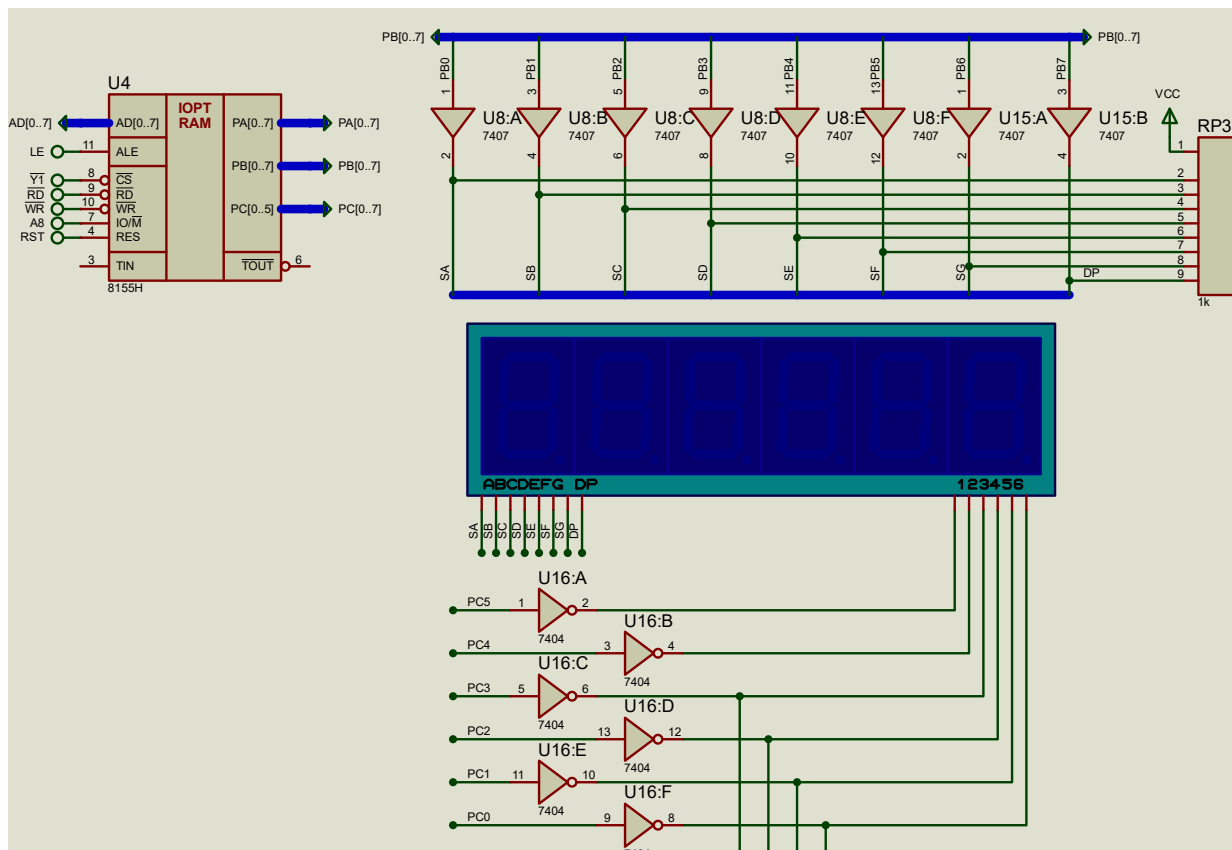 PB[0..7] PB[0..7]
U4
IOPT
RAM
AD[0..7] AD[0..7] PA[0..7] PA[0..7]
LE 11 ALE PB[0..7] PB[0..7]
Y1 8 CS
RD 9 RD
WR 10 WR PC[0..5] PC[0..7]
A8 7 IO/M
RST 4 RES
3 TIN TOUT 6
8155H
PB0 PB1 PB2 PB3 PB4 PB5 PB6 PB7
1 3 5 9 11 13 1 3
U8:A U8:B U8:C U8:D U8:E U8:F U15:A U15:B
7407 7407 7407 7407 7407 7407 7407 7407
2 4 6 8 10 12 2 4
VCC
RP3
1
2
3
4
5
6
7
8
9
1k
SA SB SC SD SE SF SG DP
ABCDEFG DP 123456
SA SB SC SD SE SF SG DP
U16:A
PC5 1 2
7404
U16:B
PC4 3 4
7404
U16:C
PC3 5 6
7404
U16:D
PC2 13 12
7404
U16:E
PC1 11 10
7404
U16:F
PC0 9 8